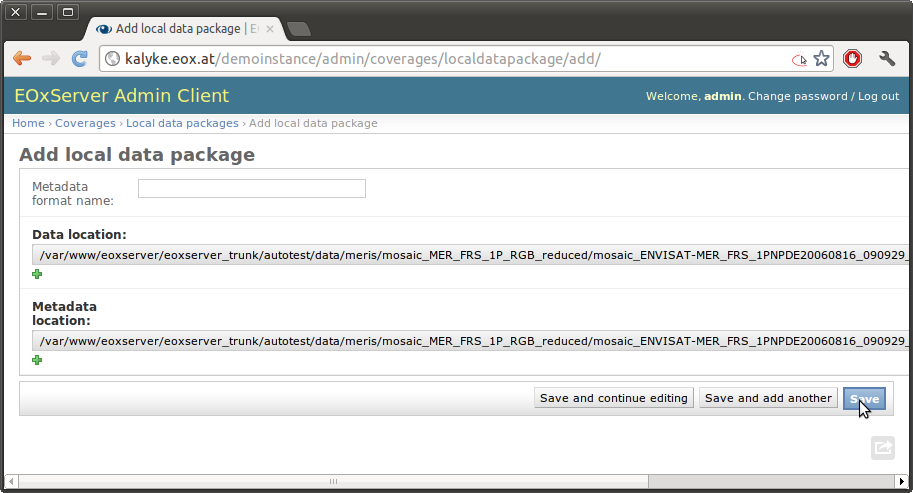 Add local data package | E
kalyke.eox.at/demoinstance/admin/coverages/localdatapackage/add/
EOxServer Admin Client
Welcome, admin. Change password / Log out
Home › Coverages › Local data packages › Add local data package
Add local data package
Metadata
format name:
Data location:
/var/www/eoxserver/eoxserver_trunk/autotest/data/meris/mosaic_MER_FRS_1P_RGB_reduced/mosaic_ENVISAT-MER_FRS_1PNPDE20060816_090929_
Metadata
location:
/var/www/eoxserver/eoxserver_trunk/autotest/data/meris/mosaic_MER_FRS_1P_RGB_reduced/mosaic_ENVISAT-MER_FRS_1PNPDE20060816_090929_
Save and continue editing
Save and add another
Save